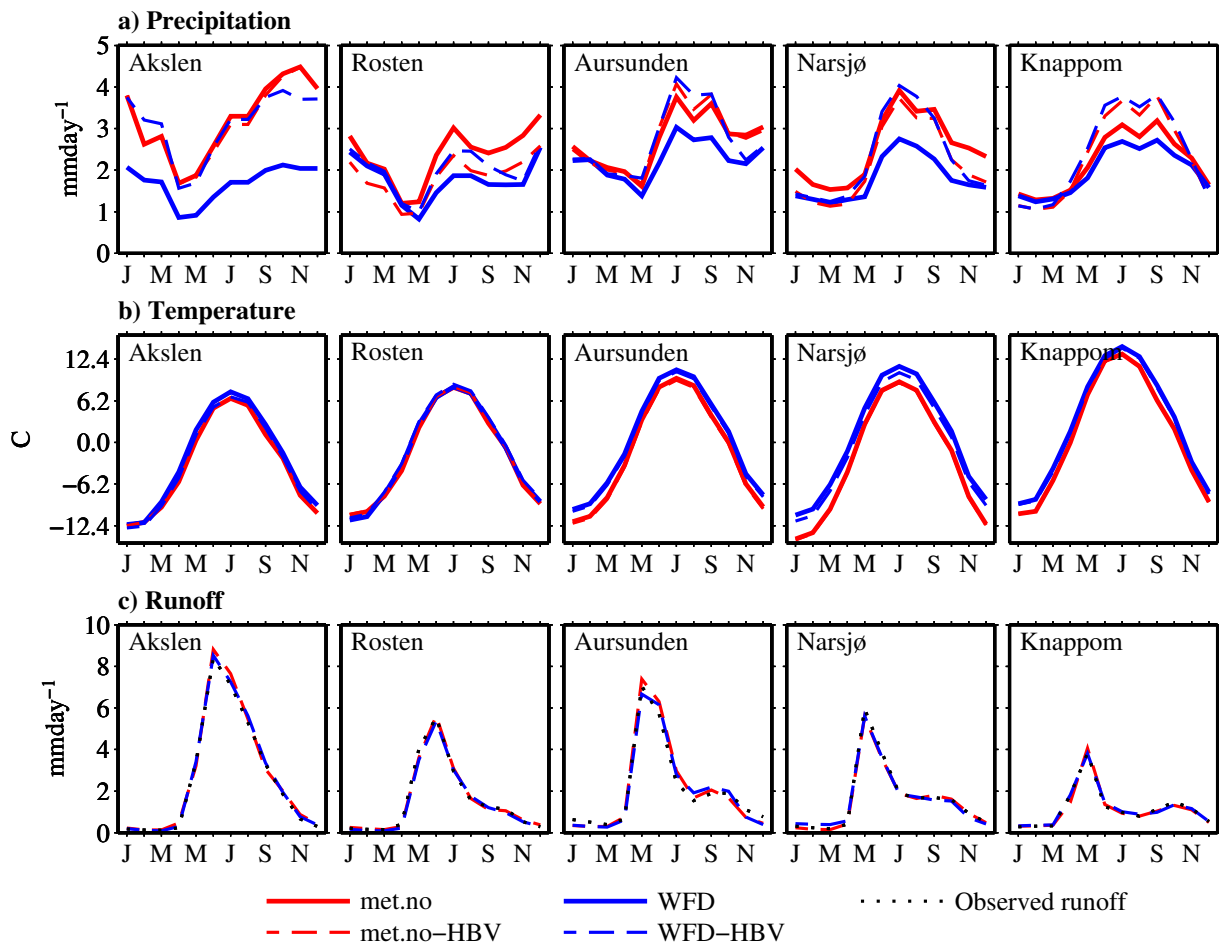 a) Precipitation
5
4
3
2
1
0
mmday−1
Akslen
Rosten
Aursunden
Narsjø
Knappom
J M M J S N
J M M J S N
J M M J S N
J M M J S N
J M M J S N
b) Temperature
12.4
6.2
0.0
−6.2
−12.4
C
Akslen
Rosten
Aursunden
Narsjø
Knappom
J M M J S N
J M M J S N
J M M J S N
J M M J S N
J M M J S N
c) Runoff
10
8
6
4
2
0
mmday−1
Akslen
Rosten
Aursunden
Narsjø
Knappom
J M M J S N
J M M J S N
J M M J S N
J M M J S N
J M M J S N
met.no
WFD
Observed runoff
met.no−HBV
WFD−HBV